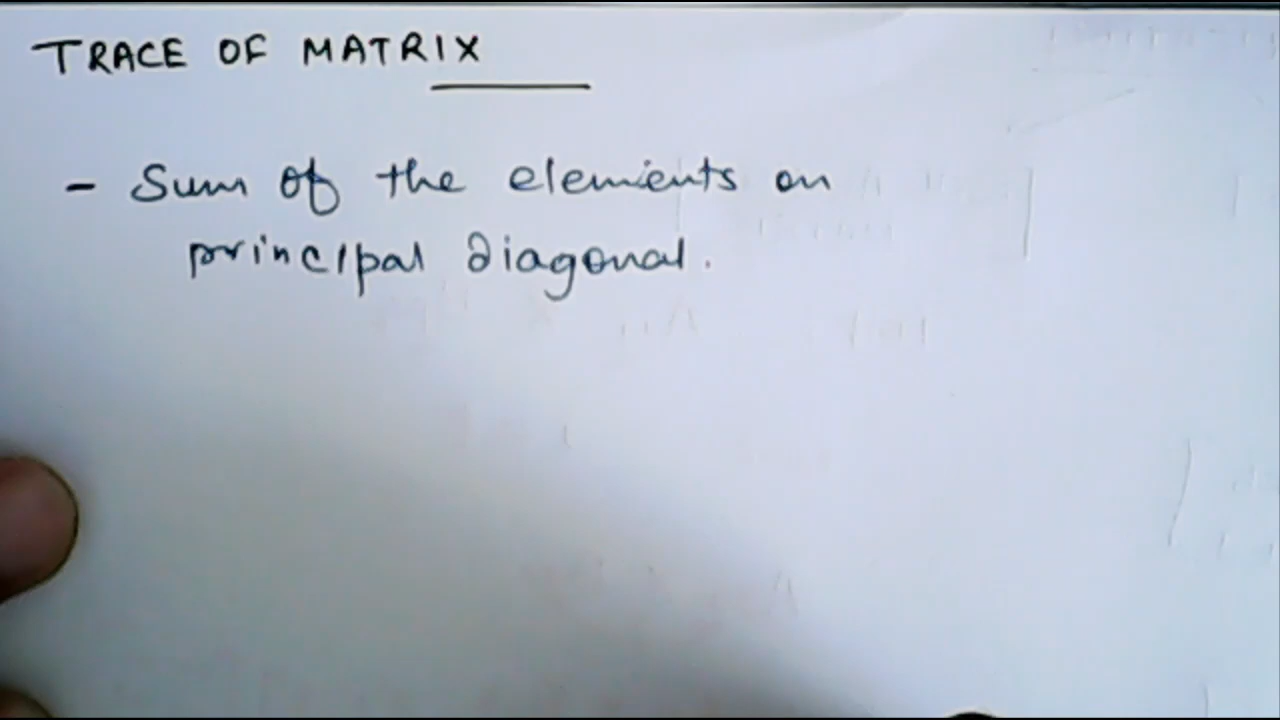 TRACE OF MATRIX
- Sum of the elements on
principal diagonal.